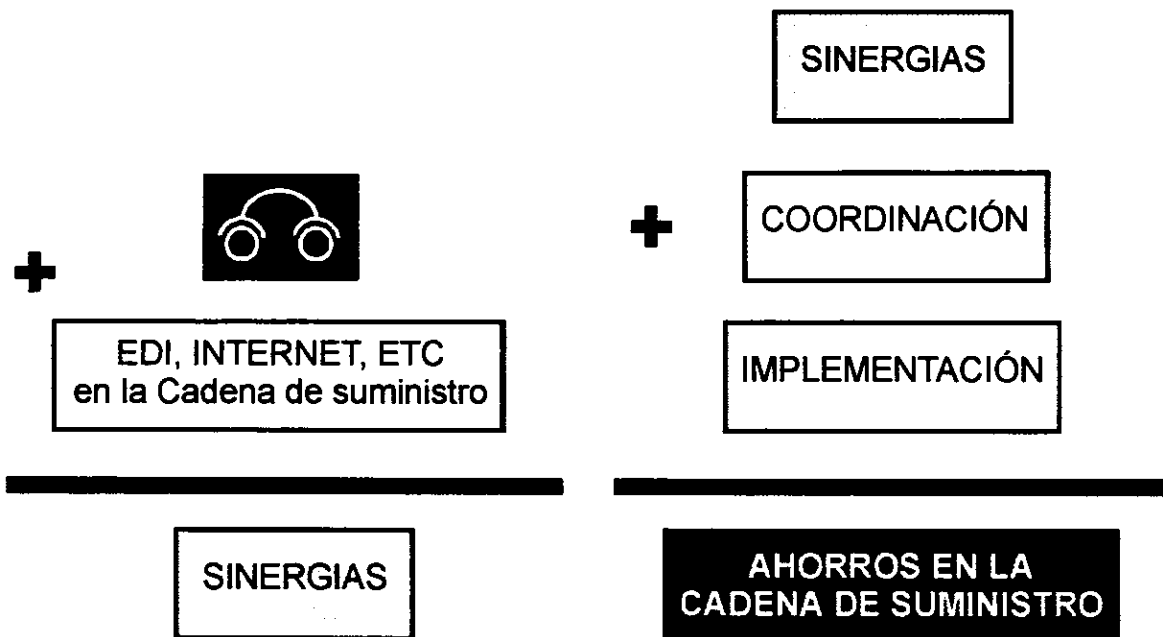 +
EDI, INTERNET, ETC
en la Cadena de suministro
SINERGIAS
SINERGIAS
+
COORDINACIÓN
IMPLEMENTACIÓN
AHORROS EN LA
CADENA DE SUMINISTRO